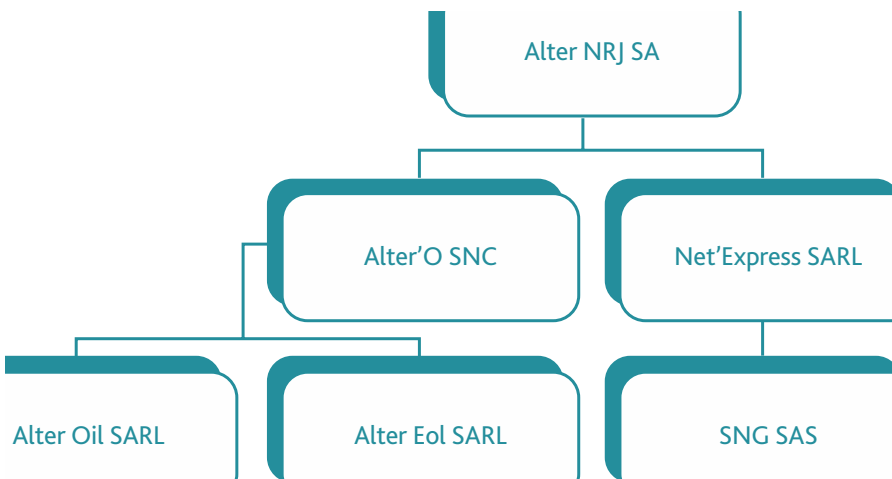 Alter NRJ SA
Alter’O SNC
Net’Express SARL
Alter Oil SARL
Alter Eol SARL
SNG SAS